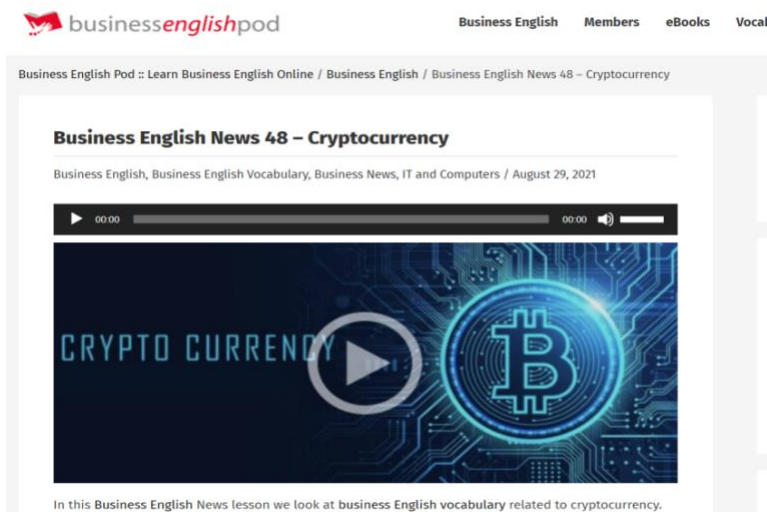 businessenglishpod
Business English Members eBooks
Business English Pod :: Learn Business English Online / Business English / Business English News 48 – Cryptocurrency
Business English News 48 – Cryptocurrency
Business English, Business English Vocabulary, Business News, IT and Computers / August 29, 2021
00:00 00:00
CRYPTO CURRENCY
In this Business English News lesson we look at business English vocabulary related to cryptocurrency.